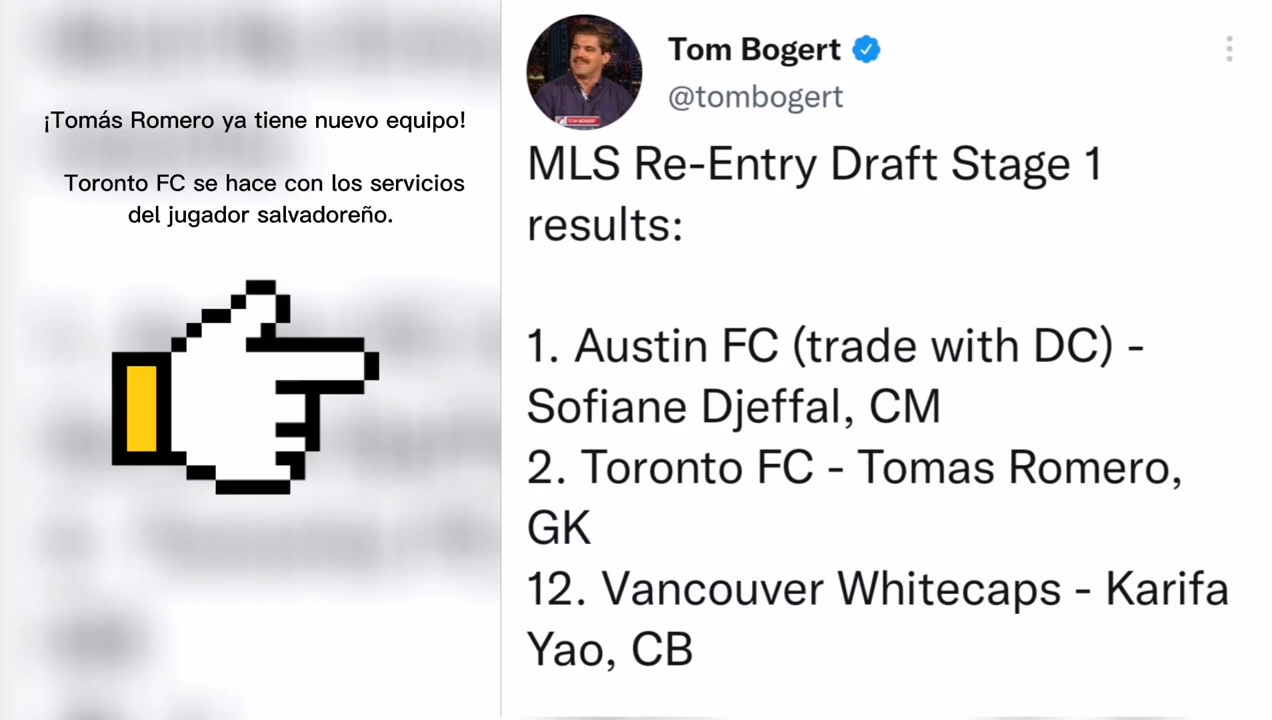 ¡Tomás Romero ya tiene nuevo equipo!
Toronto FC se hace con los servicios
del jugador salvadoreño.
Tom Bogert
@tombogert
MLS Re-Entry Draft Stage 1
results:
1. Austin FC (trade with DC) -
Sofiane Djeffal, CM
2. Toronto FC - Tomas Romero,
GK
12. Vancouver Whitecaps - Karifa
Yao, CB